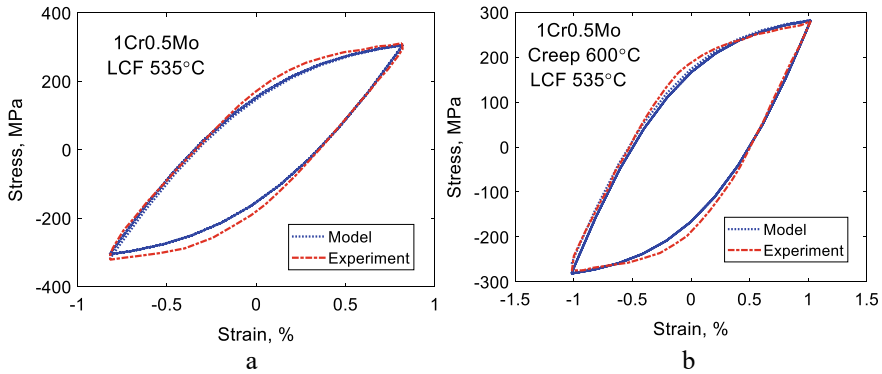 400
200
0
-200
-400
Stress, MPa
1Cr0.5Mo
LCF 535°C
Model
Experiment
-1
-0.5
0
0.5
1
Strain, %
a
300
200
100
0
-100
-200
-300
Stress, MPa
1Cr0.5Mo
Creep 600°C
LCF 535°C
Model
Experiment
-1.5
-1
-0.5
0
0.5
1
1.5
Strain, %
b